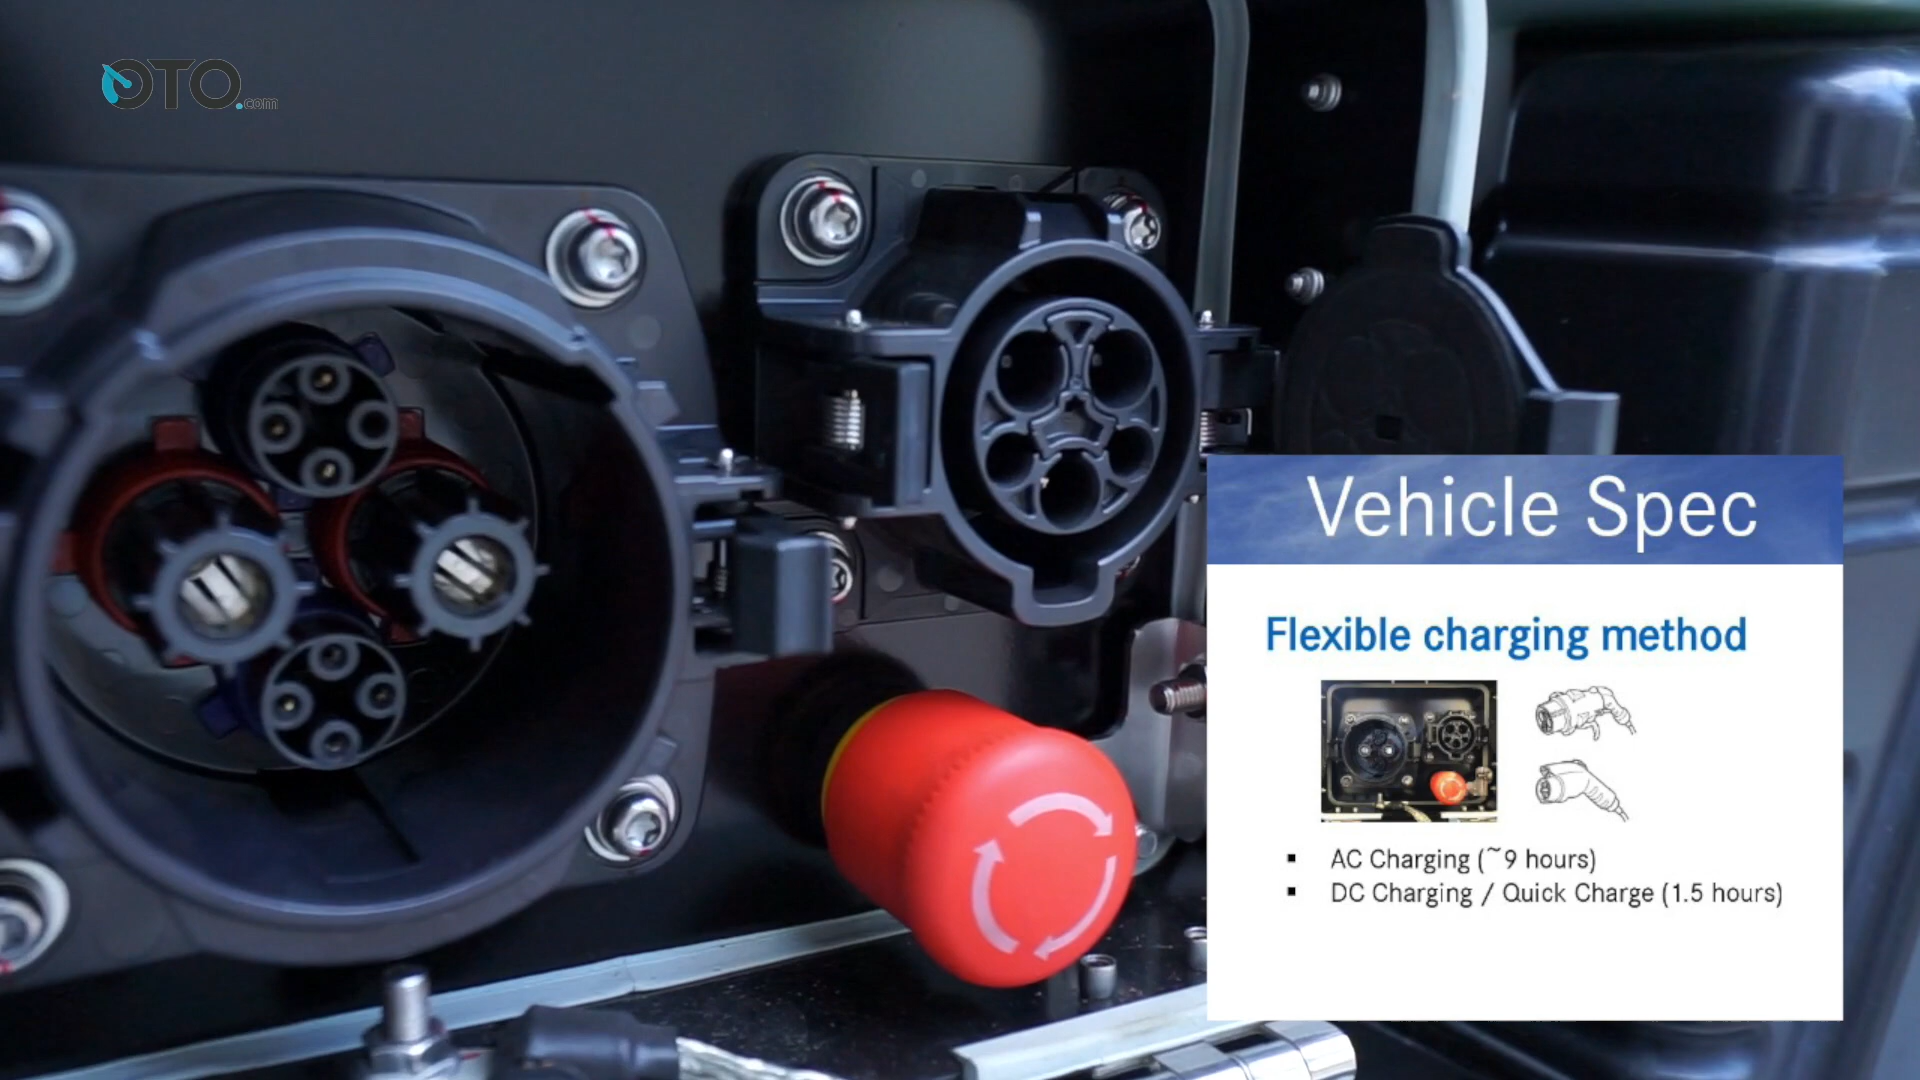 OTO.com
Vehicle Spec
Flexible charging method
▪ AC Charging (~9 hours)
▪ DC Charging / Quick Charge (1.5 hours)